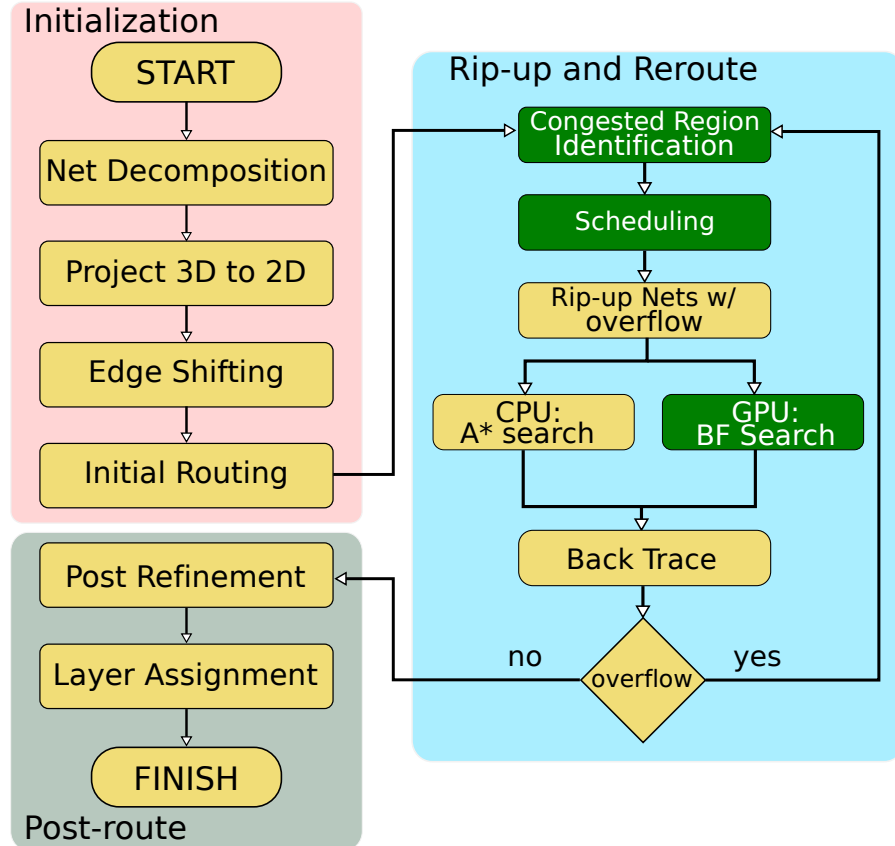 Initialization
START
Net Decomposition
Project 3D to 2D
Edge Shifting
Initial Routing
Rip-up and Reroute
Congested Region
Identification
Scheduling
Rip-up Nets w/
overflow
CPU:
A* search
GPU:
BF Search
Back Trace
overflow
no
yes
Post Refinement
Layer Assignment
FINISH
Post-route